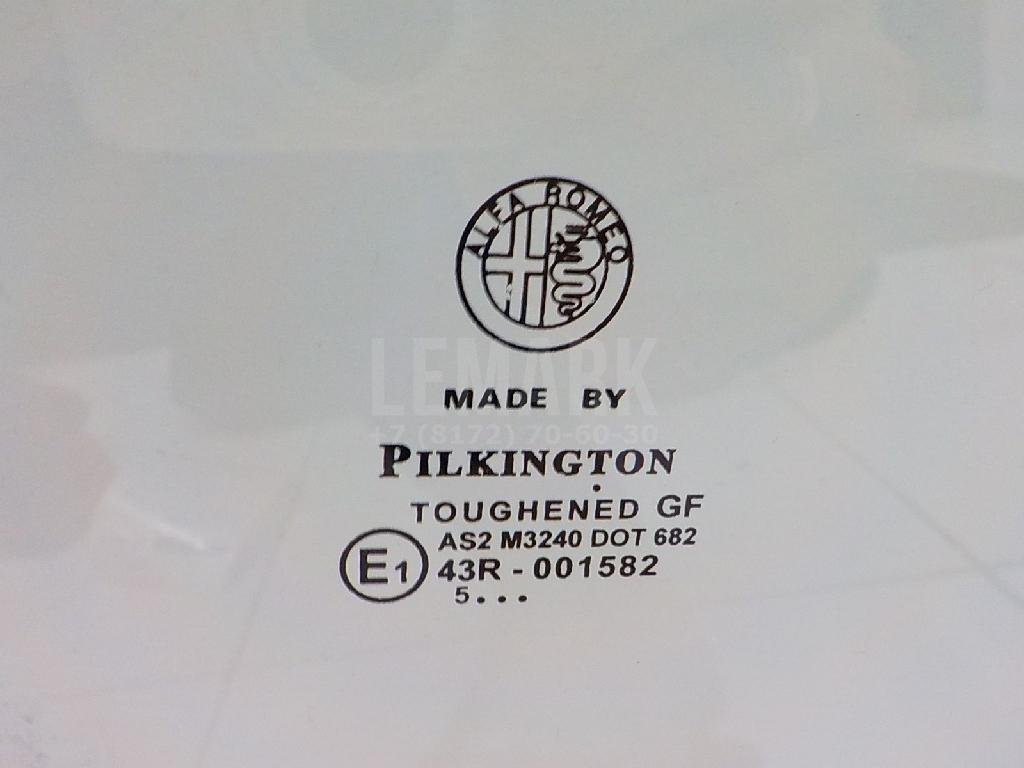 ALFA ROMEO
LEMARK
MADE BY
+7 (8172) 70-60-30
PILKINGTON
TOUGHENED GF
AS2 M3240 DOT 682
E1 43R - 001582
5...